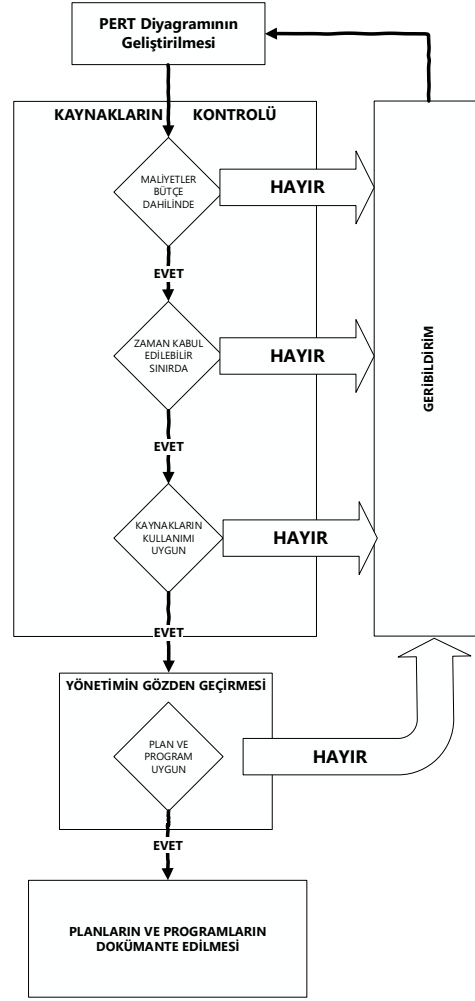 PERT Diyagramının
Geliştirilmesi
KAYNAKLARIN KONTROLÜ
MALİYETLER
BÜTÇE
DAHİLİNDE
HAYIR
EVET
ZAMAN KABUL
EDİLEBİLİR
SINIRDA
HAYIR
GERİBİLDİRİM
EVET
KAYNAKLARIN
KULLANIMI
UYGUN
HAYIR
EVET
YÖNETİMİN GÖZDEN GEÇİRMESİ
PLAN VE
PROGRAM
UYGUN
HAYIR
EVET
PLANLARIN VE PROGRAMLARIN
DOKÜMANTE EDİLMESİ